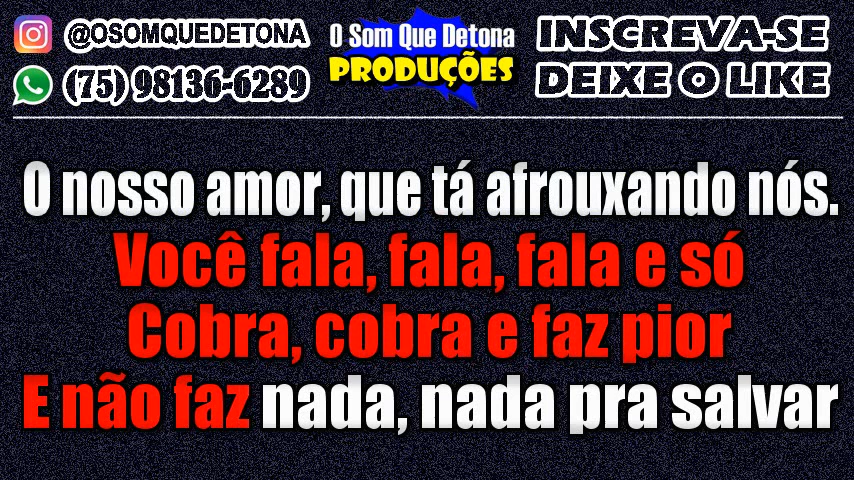 @OSOMQUEDETONA
(75) 98136-6289
O Som Que Detona
PRODUÇÕES
INSCREVA-SE
DEIXE O LIKE
O nosso amor, que tá afrouxando nós.
Você fala, fala, fala e só
Cobra, cobra e faz pior
E não faz nada, nada pra salvar